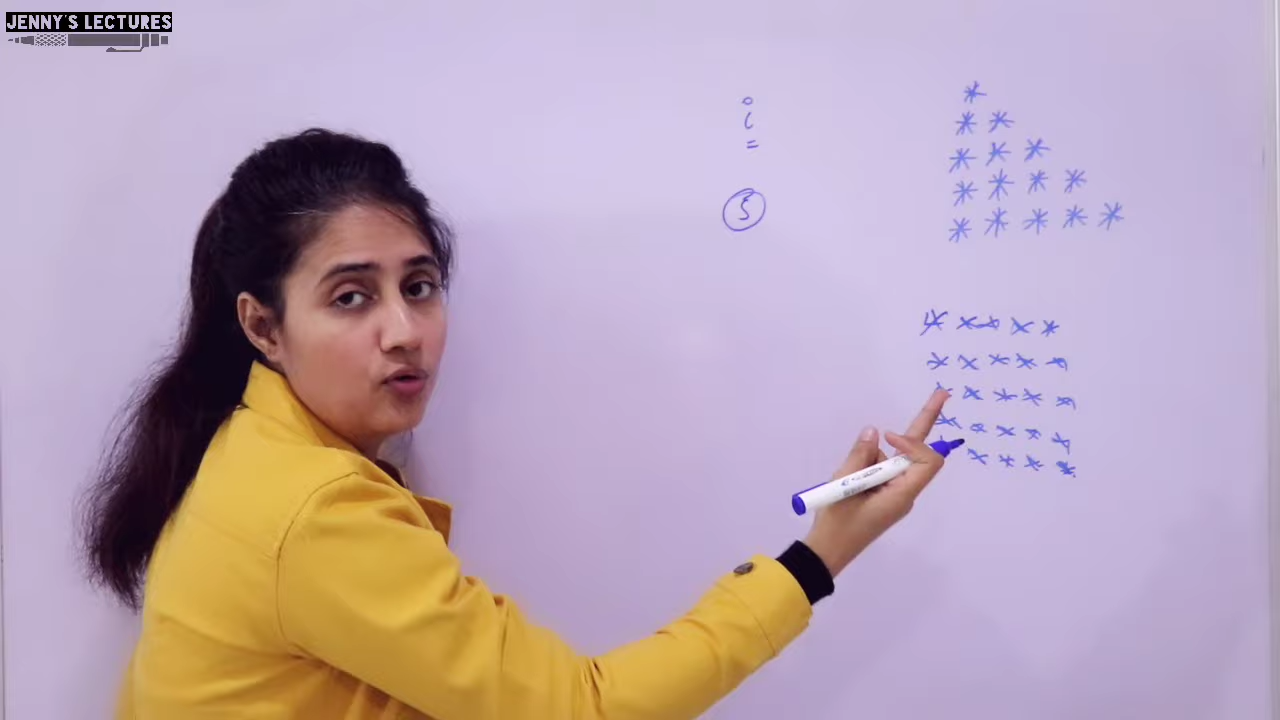 JENNY'S LECTURES
i
=
5
*
* *
* * *
* * * *
* * * * *
* * * * *
* * * * *
* * * * *
* * * * *
* * * *